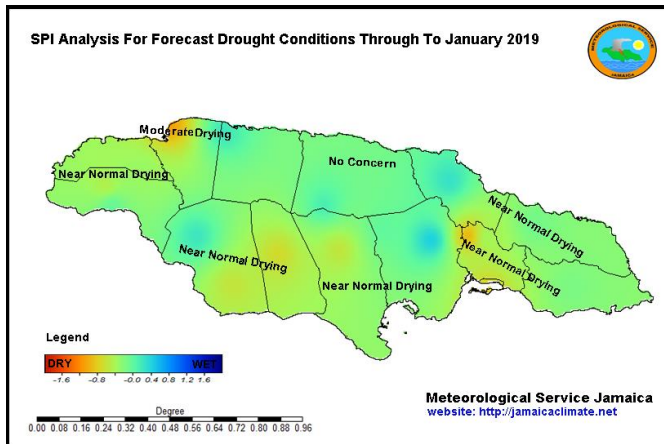 SPI Analysis For Forecast Drought Conditions Through To January 2019
METEOROLOGICAL SERVICE
JAMAICA
Moderate Drying
No Concern
Near Normal Drying
Near Normal Drying
Near Normal Drying
Near Normal Drying
Near Normal Drying
Legend
DRY WET
-1.6 -0.8 -0.0 0.4 0.8 1.2 1.6
Meteorological Service Jamaica
website: http://jamaicaclimate.net
Degree
0.00 0.08 0.16 0.24 0.32 0.40 0.48 0.56 0.64 0.72 0.80 0.88 0.96